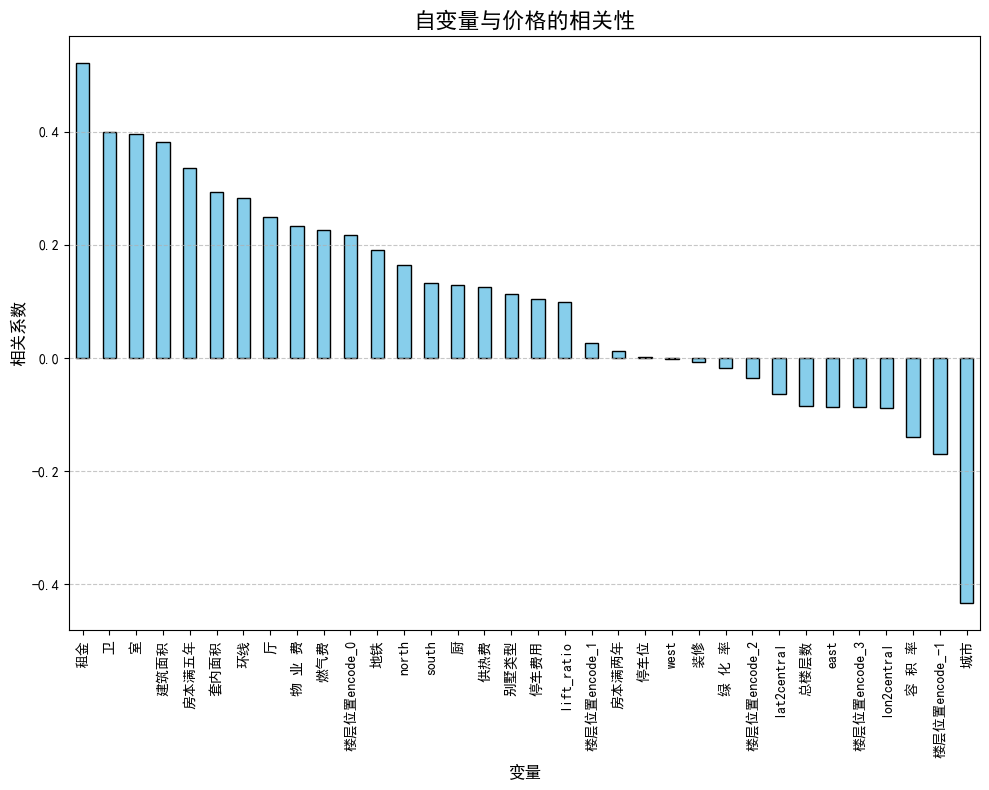 自变量与价格的相关性
相关系数
0.4
0.2
0.0
−0.2
−0.4
租金
卫
室
建筑面积
房本满五年
套内面积
环线
厅
物 业 费
燃气费
楼层位置encode_0
地铁
north
south
厨
供热费
别墅类型
停车费用
lift_ratio
楼层位置encode_1
房本满两年
停车位
west
装修
绿 化 率
楼层位置encode_2
lat2central
总楼层数
east
楼层位置encode_3
lon2central
容 积 率
楼层位置encode_-1
城市
变量